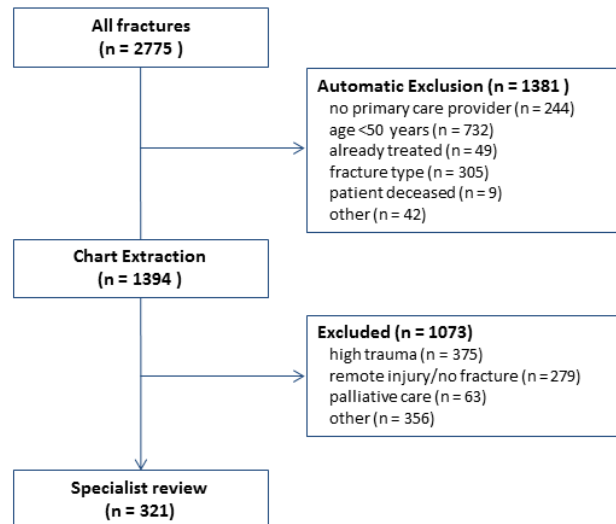 All fractures
(n = 2775 )
Automatic Exclusion (n = 1381 )
no primary care provider (n = 244)
age <50 years (n = 732)
already treated (n = 49)
fracture type (n = 305)
patient deceased (n = 9)
other (n = 42)
Chart Extraction
(n = 1394 )
Excluded (n = 1073)
high trauma (n = 375)
remote injury/no fracture (n = 279)
palliative care (n = 63)
other (n = 356)
Specialist review
(n = 321)